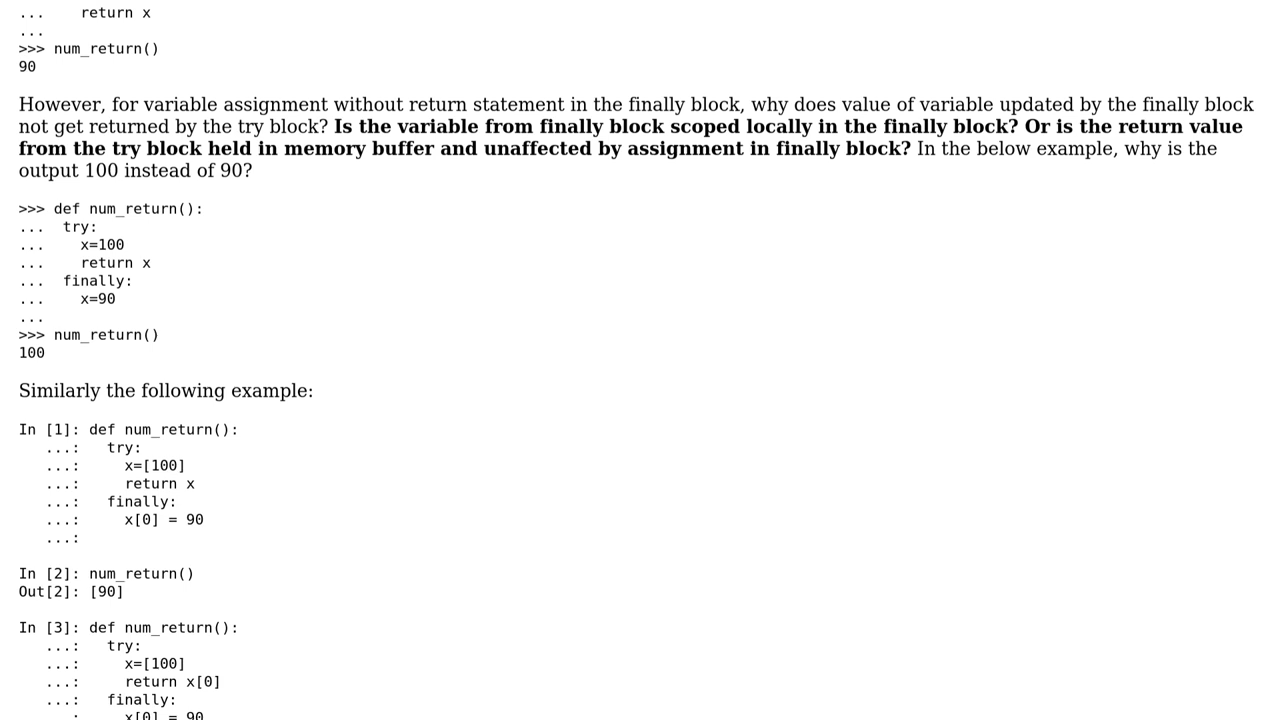 ...    return x
...
>>> num_return()
90
However, for variable assignment without return statement in the finally block, why does value of variable updated by the finally block
not get returned by the try block? Is the variable from finally block scoped locally in the finally block? Or is the return value
from the try block held in memory buffer and unaffected by assignment in finally block? In the below example, why is the
output 100 instead of 90?
>>> def num_return():
...  try:
...    x=100
...    return x
...  finally:
...    x=90
...
>>> num_return()
100
Similarly the following example:
In [1]: def num_return():
   ...:   try:
   ...:     x=[100]
   ...:     return x
   ...:   finally:
   ...:     x[0] = 90
   ...:
In [2]: num_return()
Out[2]: [90]
In [3]: def num_return():
   ...:   try:
   ...:     x=[100]
   ...:     return x[0]
   ...:   finally:
   ...:     x[0] = 90